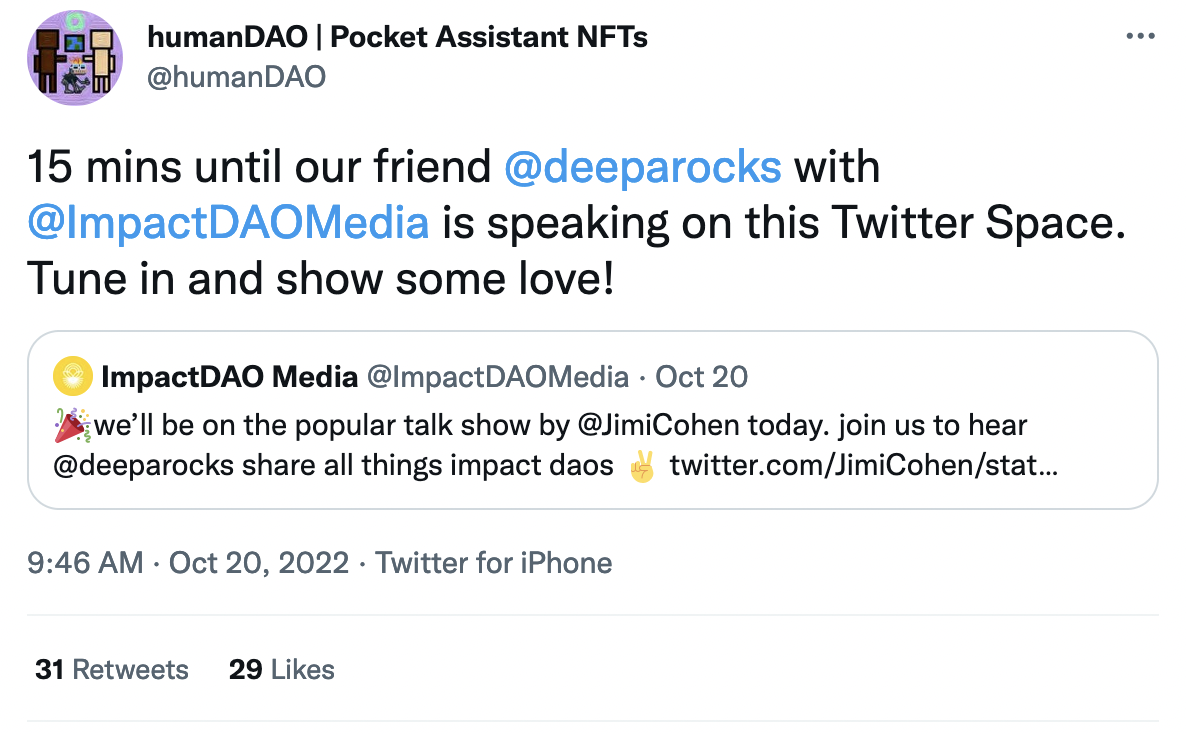 humanDAO | Pocket Assistant NFTs
@humanDAO
15 mins until our friend @deeparocks with
@ImpactDAOMedia is speaking on this Twitter Space.
Tune in and show some love!
ImpactDAO Media @ImpactDAOMedia · Oct 20
🎉we’ll be on the popular talk show by @JimiCohen today. join us to hear
@deeparocks share all things impact daos ✌️ twitter.com/JimiCohen/stat…
9:46 AM · Oct 20, 2022 · Twitter for iPhone
31 Retweets 29 Likes